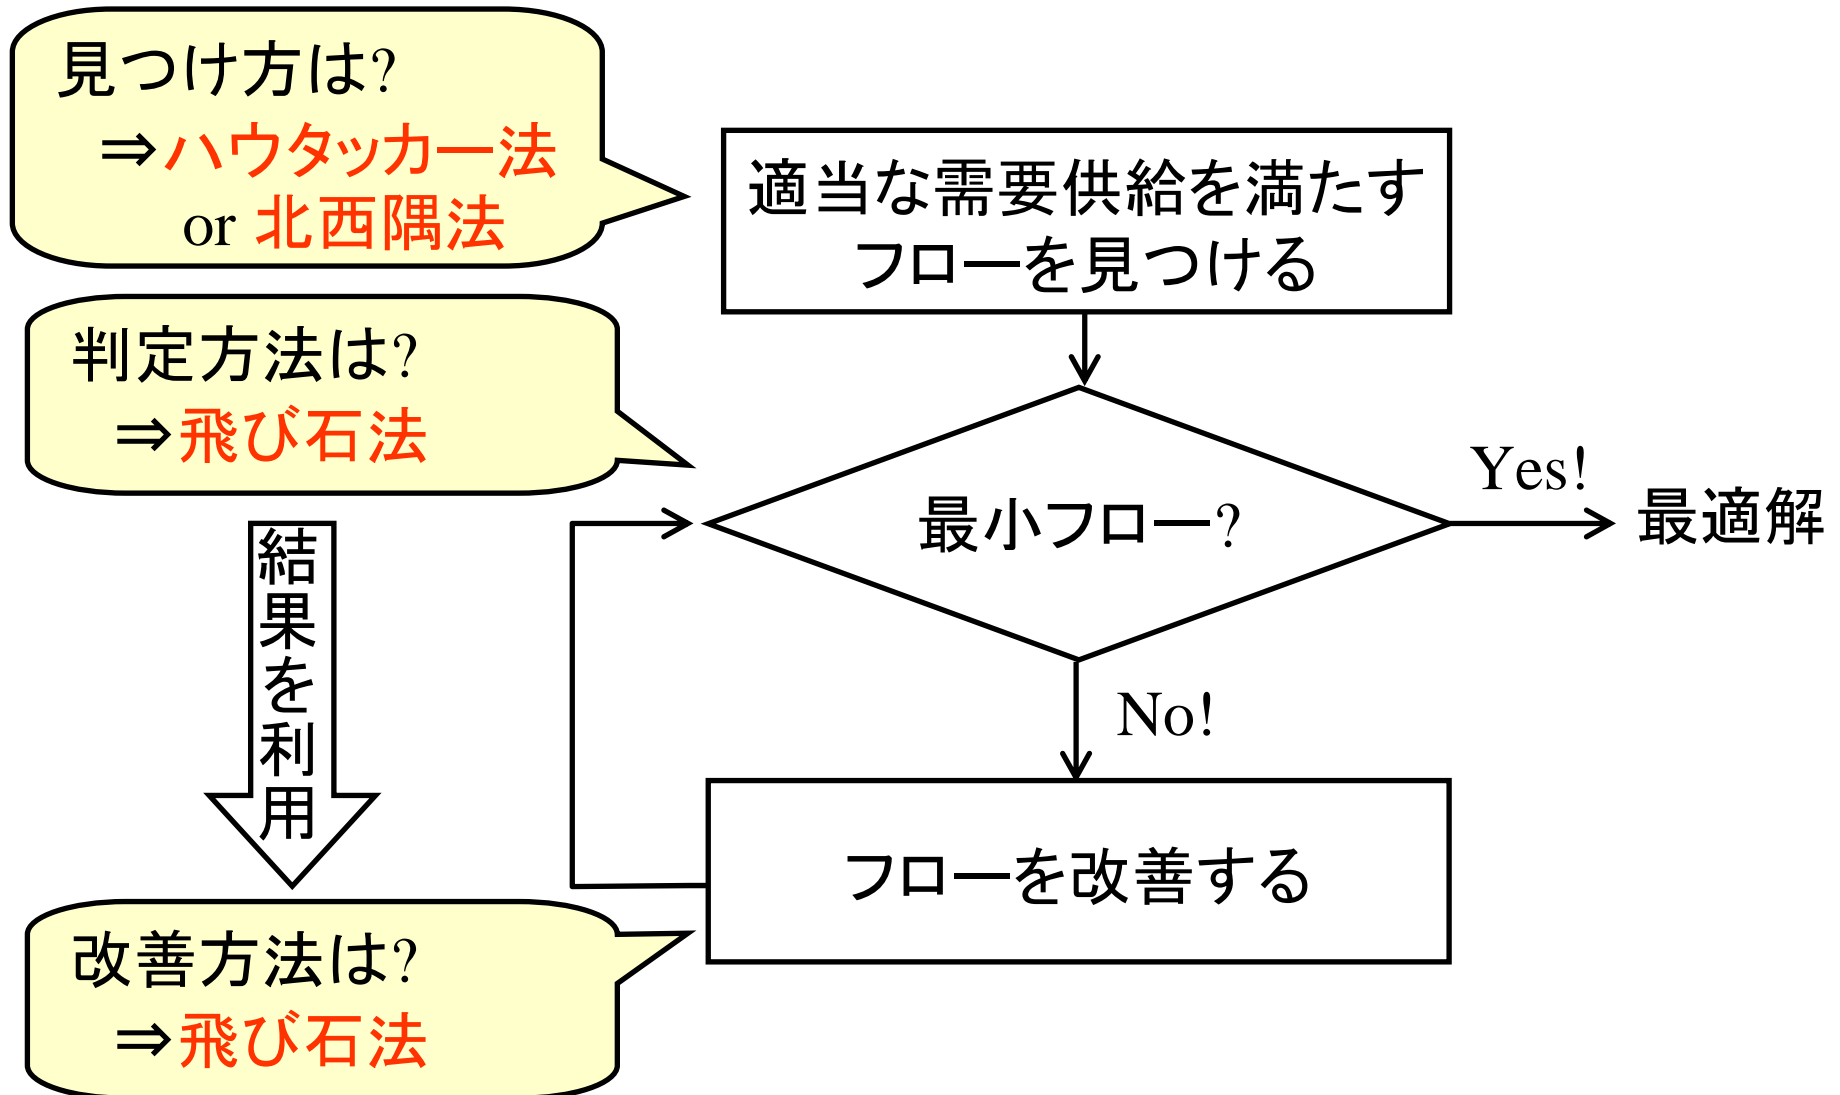 見つけ方は?
⇒ハウタッカー法
or 北西隅法
適当な需要供給を満たす
フローを見つける
判定方法は?
⇒飛び石法
最小フロー?
Yes!
最適解
結果を利用
No!
フローを改善する
改善方法は?
⇒飛び石法